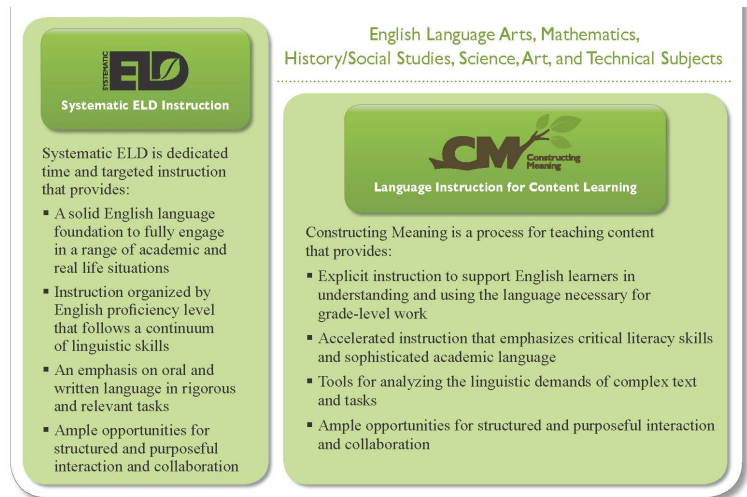 SYSTEMATIC
ELD
Systematic ELD Instruction
Systematic ELD is dedicated
time and targeted instruction
that provides:
▪ A solid English language
foundation to fully engage
in a range of academic and
real life situations
▪ Instruction organized by
English proficiency level
that follows a continuum
of linguistic skills
▪ An emphasis on oral and
written language in rigorous
and relevant tasks
▪ Ample opportunities for
structured and purposeful
interaction and collaboration
English Language Arts, Mathematics,
History/Social Studies, Science, Art, and Technical Subjects
CM
Constructing
Meaning
Language Instruction for Content Learning
Constructing Meaning is a process for teaching content
that provides:
▪ Explicit instruction to support English learners in
understanding and using the language necessary for
grade-level work
▪ Accelerated instruction that emphasizes critical literacy skills
and sophisticated academic language
▪ Tools for analyzing the linguistic demands of complex text
and tasks
▪ Ample opportunities for structured and purposeful interaction
and collaboration